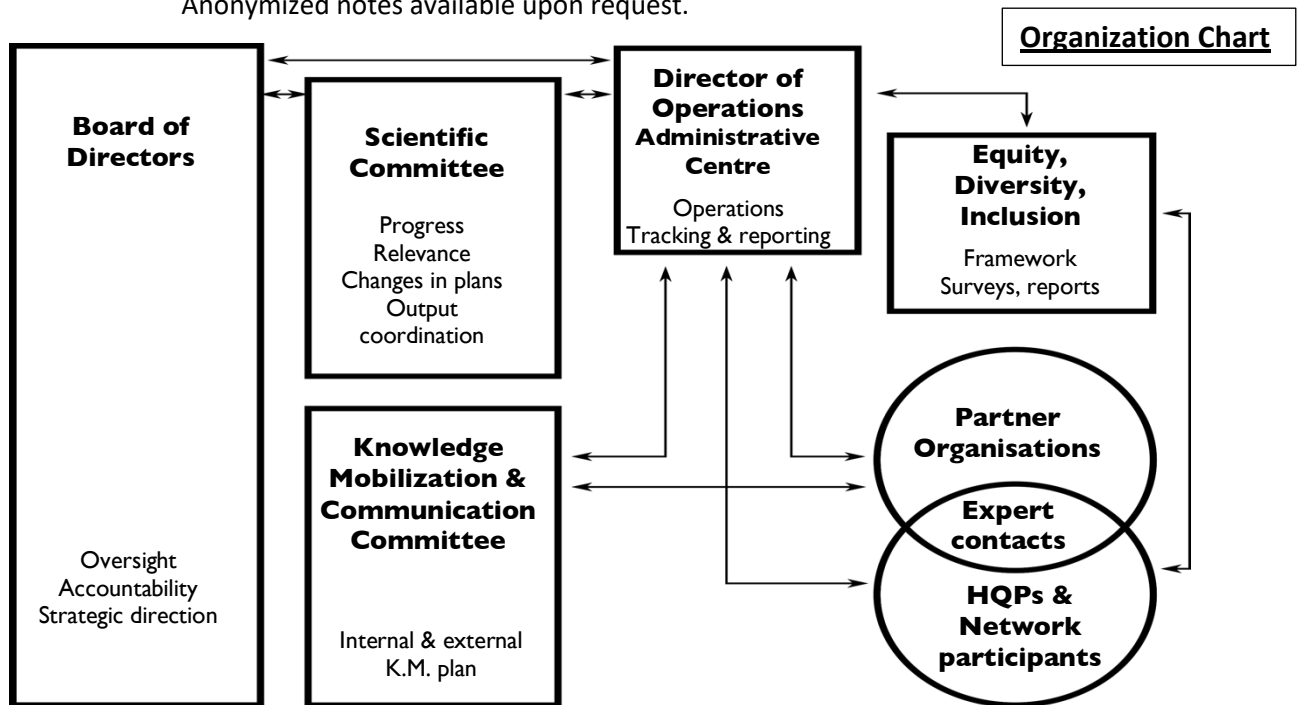 Anonymized notes available upon request.
Organization Chart
Board of
Directors
Oversight
Accountability
Strategic direction
Scientific
Committee
Progress
Relevance
Changes in plans
Output
coordination
Knowledge
Mobilization &
Communication
Committee
Internal & external
K.M. plan
Director of
Operations
Administrative
Centre
Operations
Tracking & reporting
Equity,
Diversity,
Inclusion
Framework
Surveys, reports
Partner
Organisations
Expert
contacts
HQPs &
Network
participants